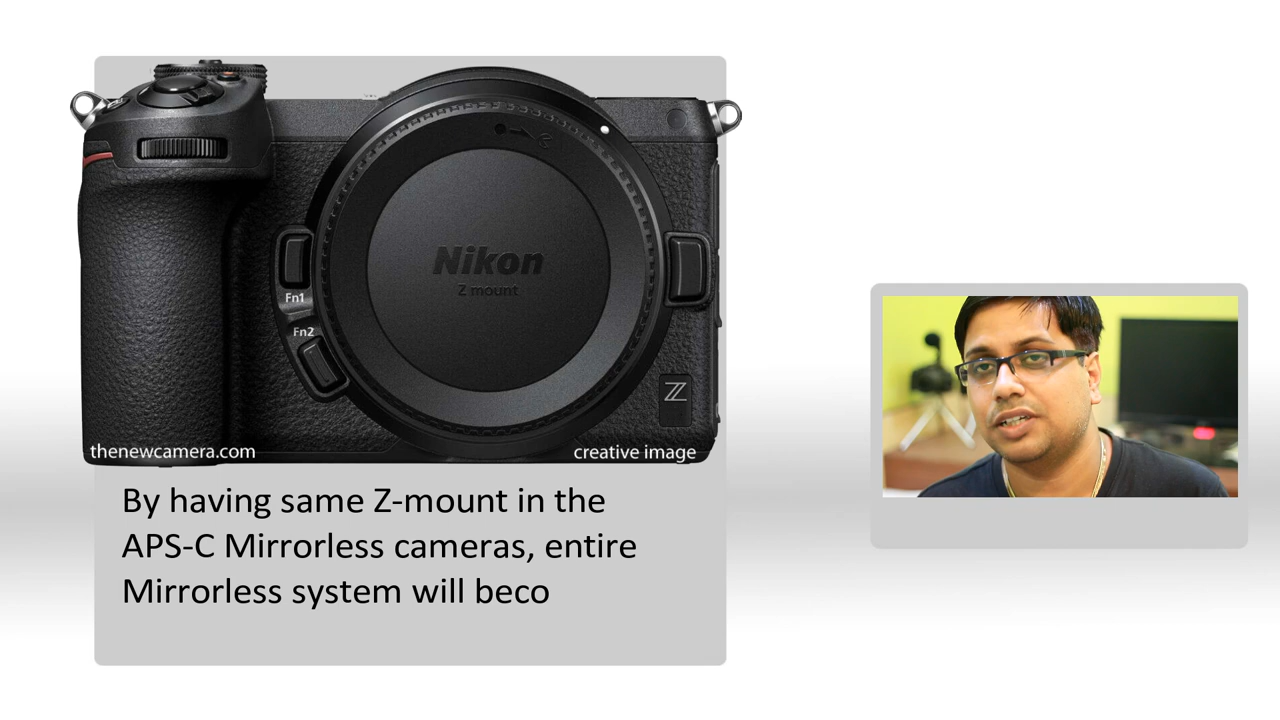 Nikon
Z mount
Fn1
Fn2
Z
thenewcamera.com
creative image
By having same Z-mount in the
APS-C Mirrorless cameras, entire
Mirrorless system will beco